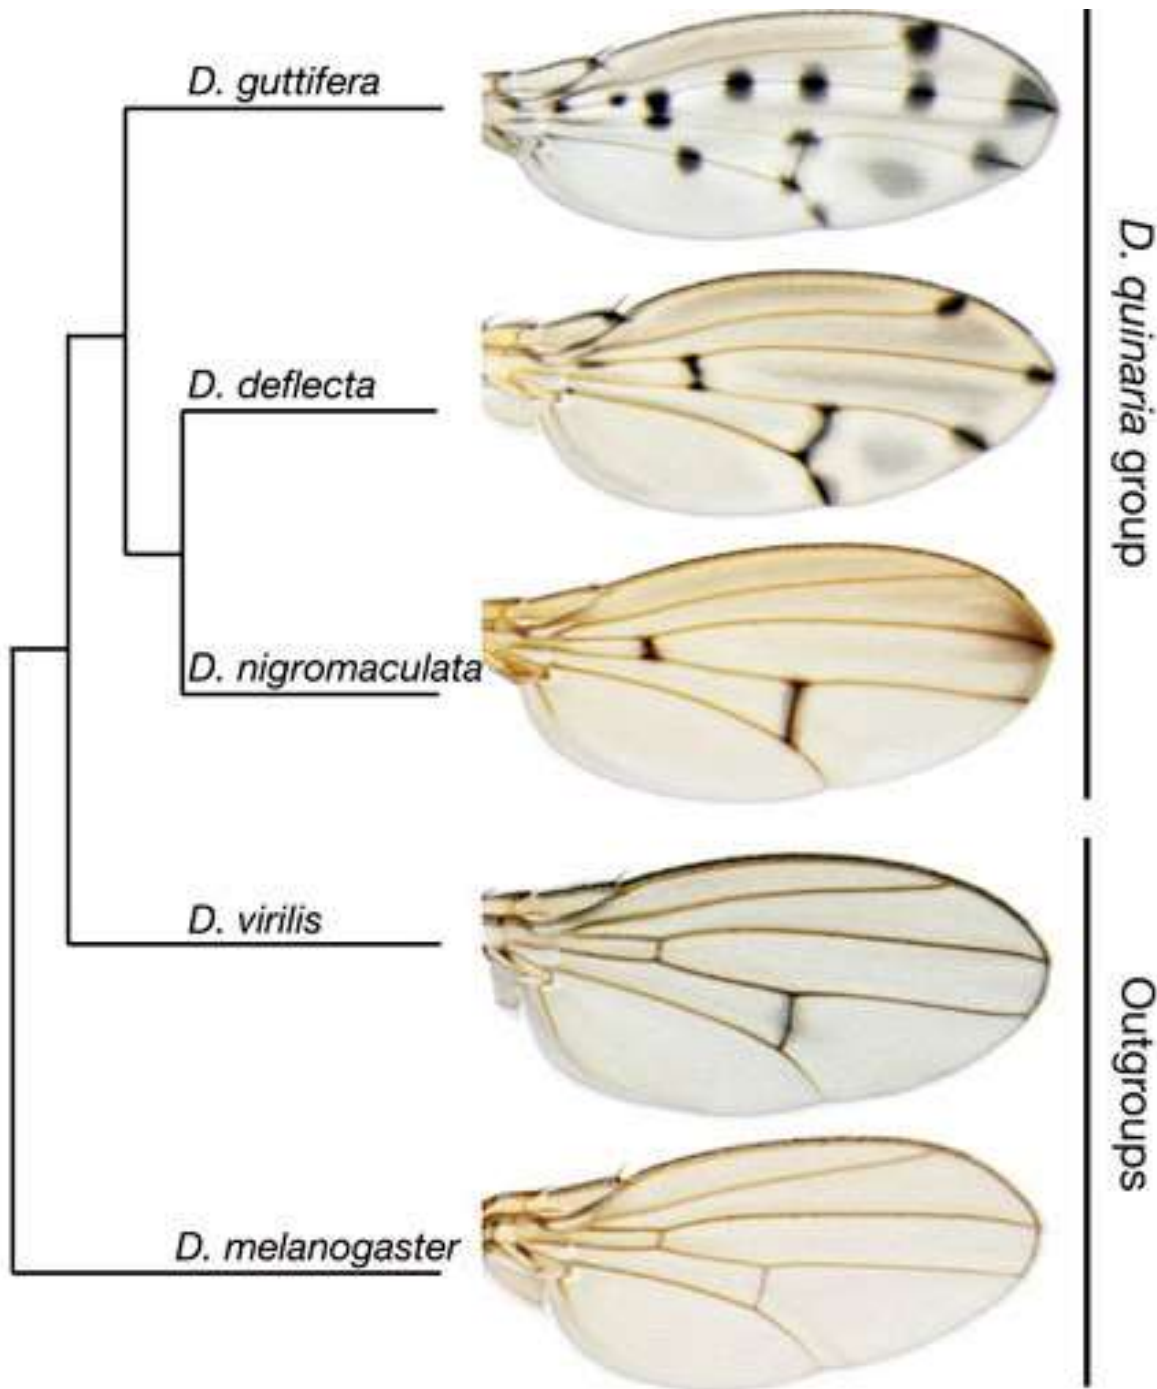 D. guttifera
D. deflecta
D. nigromaculata
D. virilis
D. melanogaster
D. quinaria group
Outgroups